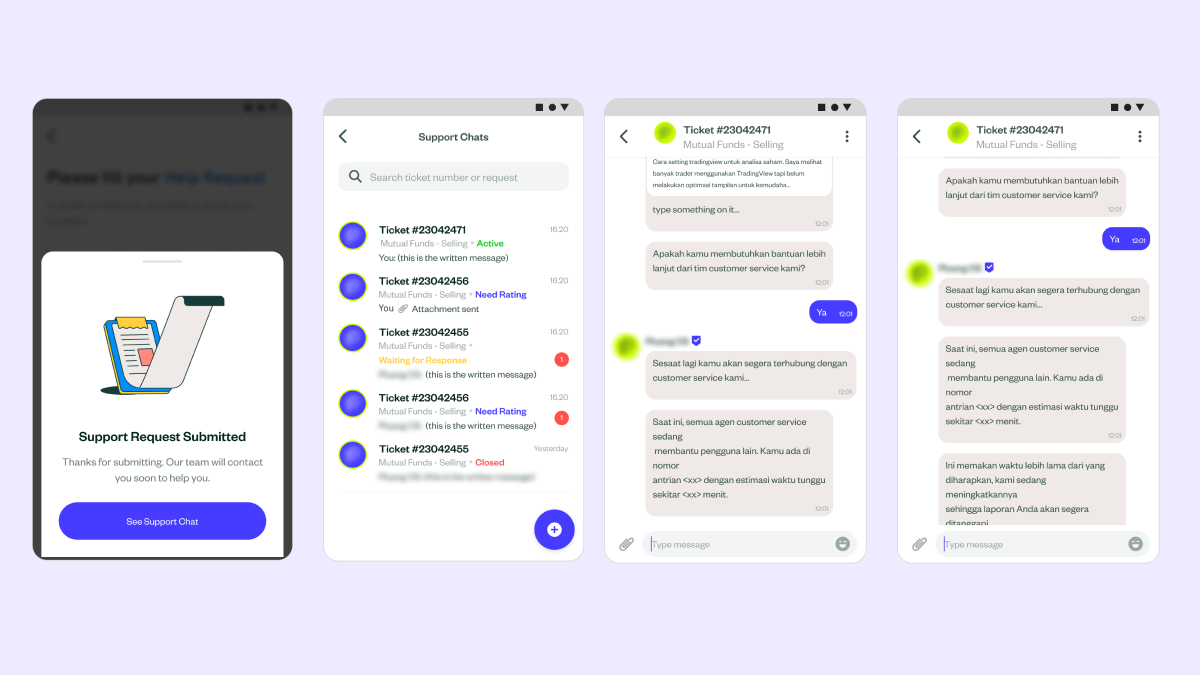 Please fill your Help Request
Support Request Submitted
Thanks for submitting. Our team will contact
you soon to help you.
See Support Chat
Support Chats
Search ticket number or request
Ticket #23042471
16.20
Mutual Funds - Selling • Active
You: (this is the written message)
Ticket #23042456
16.20
Mutual Funds - Selling • Need Rating
You Attachment sent
Ticket #23042455
16.20
Mutual Funds - Selling •
Waiting for Response
1
(this is the written message)
Ticket #23042456
16.20
Mutual Funds - Selling • Need Rating
1
(this is the written message)
Ticket #23042455
Yesterday
Mutual Funds - Selling • Closed
(this is the written message)
Ticket #23042471
Mutual Funds - Selling
Cara setting tradingview untuk analisa saham. Saya melihat
banyak trader menggunakan TradingView tapi belum
melakukan optimasi tampilan untuk kemudaha...
type something on it...
12:01
Apakah kamu membutuhkan bantuan lebih
lanjut dari tim customer service kami?
12:01
Ya 12:01
Sesaat lagi kamu akan segera terhubung dengan
customer service kami...
12:01
Saat ini, semua agen customer service
sedang
membantu pengguna lain. Kamu ada di
nomor
antrian <xx> dengan estimasi waktu tunggu
sekitar <xx> menit.
12:01
Type message
Ticket #23042471
Mutual Funds - Selling
Apakah kamu membutuhkan bantuan lebih
lanjut dari tim customer service kami?
12:01
Ya 12:01
Sesaat lagi kamu akan segera terhubung dengan
customer service kami...
12:01
Saat ini, semua agen customer service
sedang
membantu pengguna lain. Kamu ada di
nomor
antrian <xx> dengan estimasi waktu tunggu
sekitar <xx> menit.
12:01
Ini memakan waktu lebih lama dari yang
diharapkan, kami sedang
meningkatkannya
sehingga laporan Anda akan segera
ditanggapi
Type message